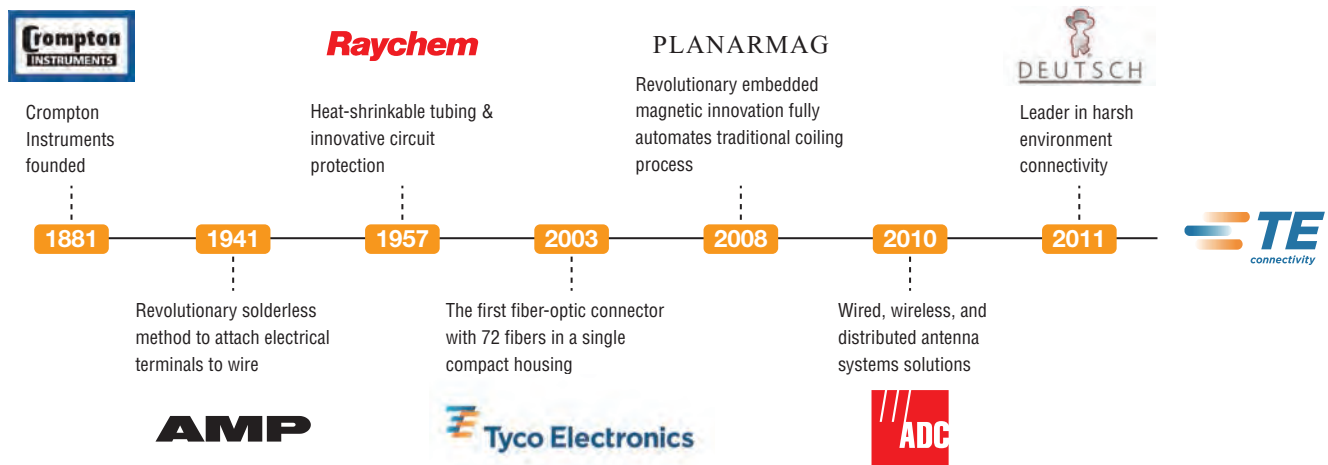 Crompton
INSTRUMENTS
Crompton
Instruments
founded
1881
1941
Revolutionary solderless
method to attach electrical
terminals to wire
AMP
Raychem
Heat-shrinkable tubing &
innovative circuit
protection
1957
2003
The first fiber-optic connector
with 72 fibers in a single
compact housing
Tyco Electronics
PLANARMAG
Revolutionary embedded
magnetic innovation fully
automates traditional coiling
process
2008
2010
Wired, wireless, and
distributed antenna
systems solutions
ADC
DEUTSCH
Leader in harsh
environment
connectivity
2011
TE
connectivity